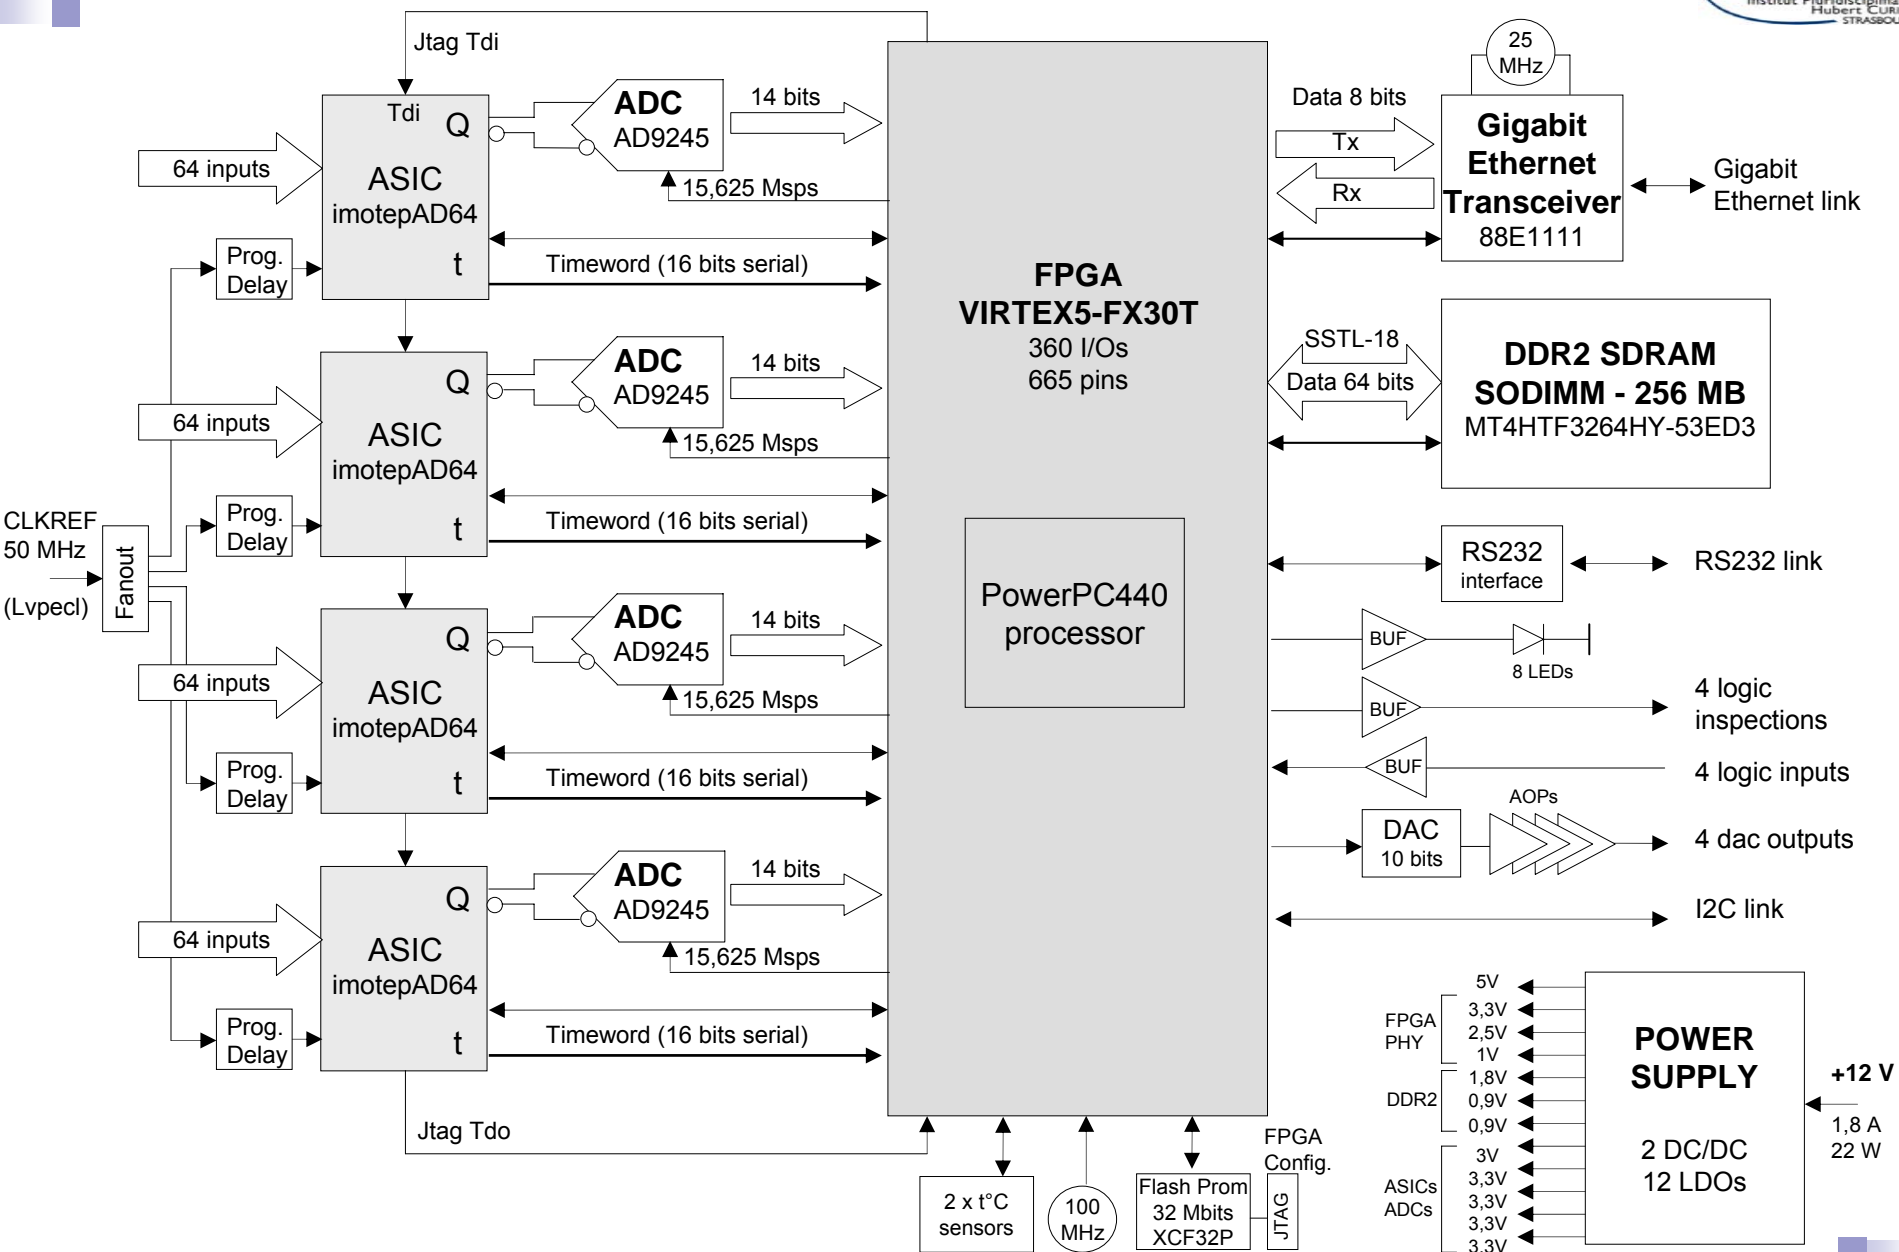 Institut Pluridisciplinaire
Hubert CURIEN
STRASBOURG
Jtag Tdi
Tdi
Q
64 inputs
ASIC
imotepAD64
t
Prog.
Delay
ADC
AD9245
14 bits
15,625 Msps
Timeword (16 bits serial)
Q
64 inputs
ASIC
imotepAD64
t
Prog.
Delay
ADC
AD9245
14 bits
15,625 Msps
Timeword (16 bits serial)
CLKREF
50 MHz
(Lvpecl)
Fanout
Q
64 inputs
ASIC
imotepAD64
t
Prog.
Delay
ADC
AD9245
14 bits
15,625 Msps
Timeword (16 bits serial)
Q
64 inputs
ASIC
imotepAD64
t
Prog.
Delay
ADC
AD9245
14 bits
15,625 Msps
Timeword (16 bits serial)
Jtag Tdo
FPGA
VIRTEX5-FX30T
360 I/Os
665 pins
PowerPC440
processor
25
MHz
Data 8 bits
Tx
Rx
Gigabit
Ethernet
Transceiver
88E1111
Gigabit
Ethernet link
SSTL-18
Data 64 bits
DDR2 SDRAM
SODIMM - 256 MB
MT4HTF3264HY-53ED3
RS232
interface
RS232 link
BUF
8 LEDs
BUF
4 logic
inspections
BUF
4 logic inputs
DAC
10 bits
AOPs
4 dac outputs
I2C link
2 x t°C
sensors
100
MHz
Flash Prom
32 Mbits
XCF32P
FPGA
Config.
JTAG
5V
FPGA
PHY
3,3V
2,5V
1V
DDR2
1,8V
0,9V
0,9V
ASICs
ADCs
3V
3,3V
3,3V
3,3V
3,3V
POWER
SUPPLY
2 DC/DC
12 LDOs
+12 V
1,8 A
22 W